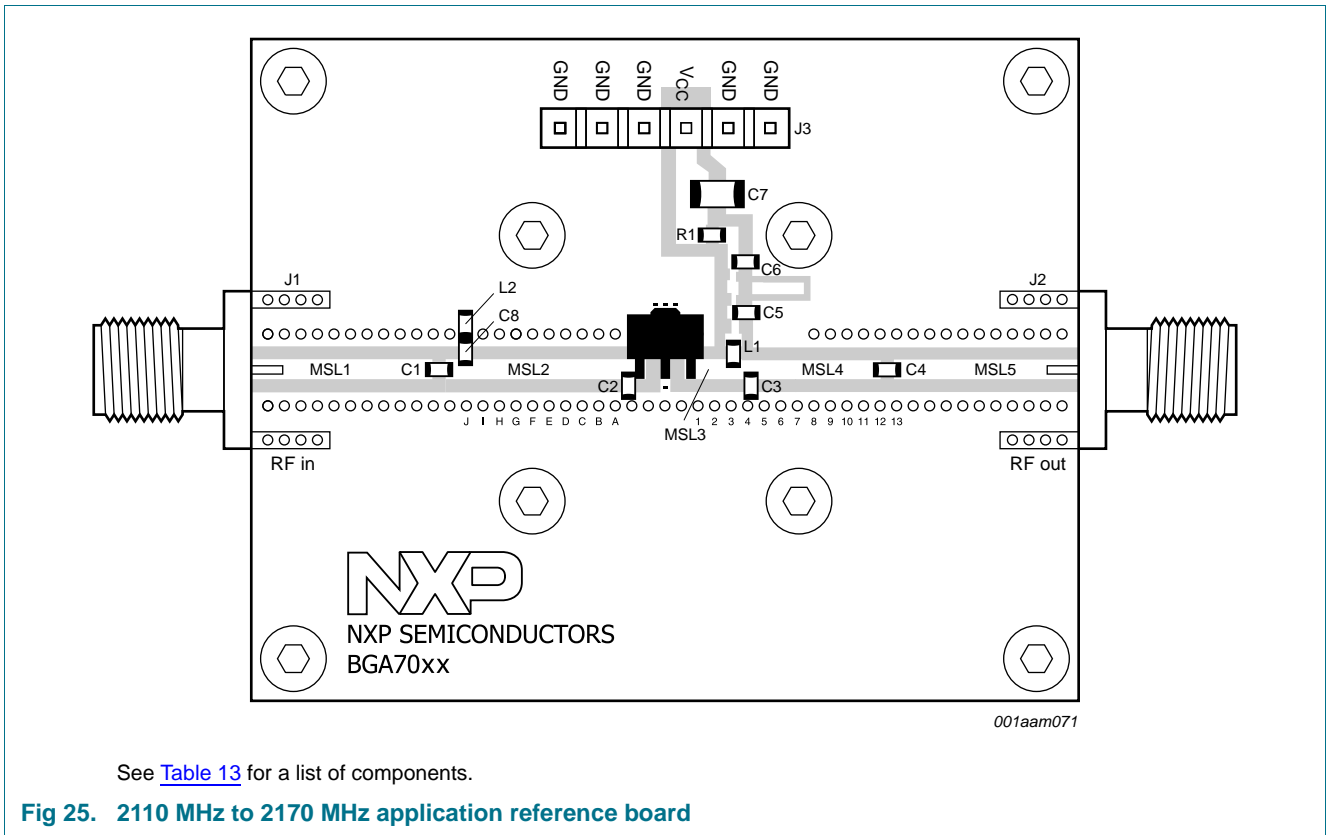 GND GND GND VCC GND GND
J3
C7
R1
C6
J1
J2
L2
C8
C5
L1
MSL1
C1
MSL2
C2
C3
MSL4
C4
MSL5
J I H G F E D C B A
1 2 3 4 5 6 7 8 9 10 11 12 13
MSL3
RF in
RF out
NXP
NXP SEMICONDUCTORS
BGA70xx
001aam071
See Table 13 for a list of components.
Fig 25. 2110 MHz to 2170 MHz application reference board